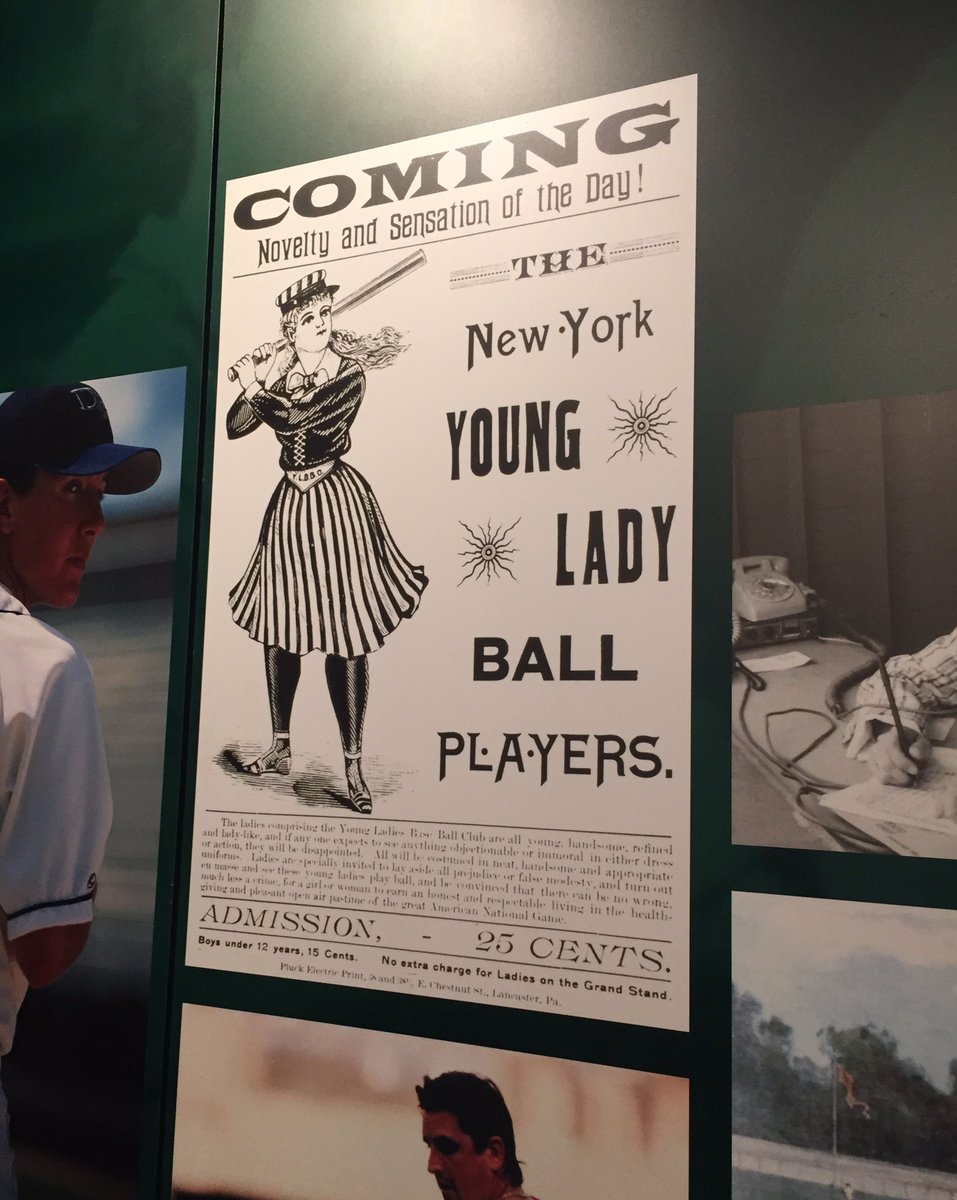 COMING
Novelty and Sensation of the Day!
THE
New York
YOUNG
LADY
BALL
PLAYERS.
Y.L.B.B.C.
The ladies comprising the Young Ladies Base Ball Club are all young, handsome, refined
and lady-like, and if any one expects to see anything objectionable or immoral in either dress
or action, they will be disappointed. All will be costumed in neat, handsome and appropriate
uniforms. Ladies are specially invited to lay aside all prejudice or false modesty, and turn out
en masse and see these young ladies play ball, and be convinced that there can be no wrong,
much less a crime, for a girl or woman to earn an honest and respectable living in the health-
giving and pleasant open air pastime of the great American National Game.
ADMISSION, - 25 CENTS.
Boys under 12 years, 15 Cents. No extra charge for Ladies on the Grand Stand.
Pluck Electric Print, E. Chestnut St., Lancaster, Pa.